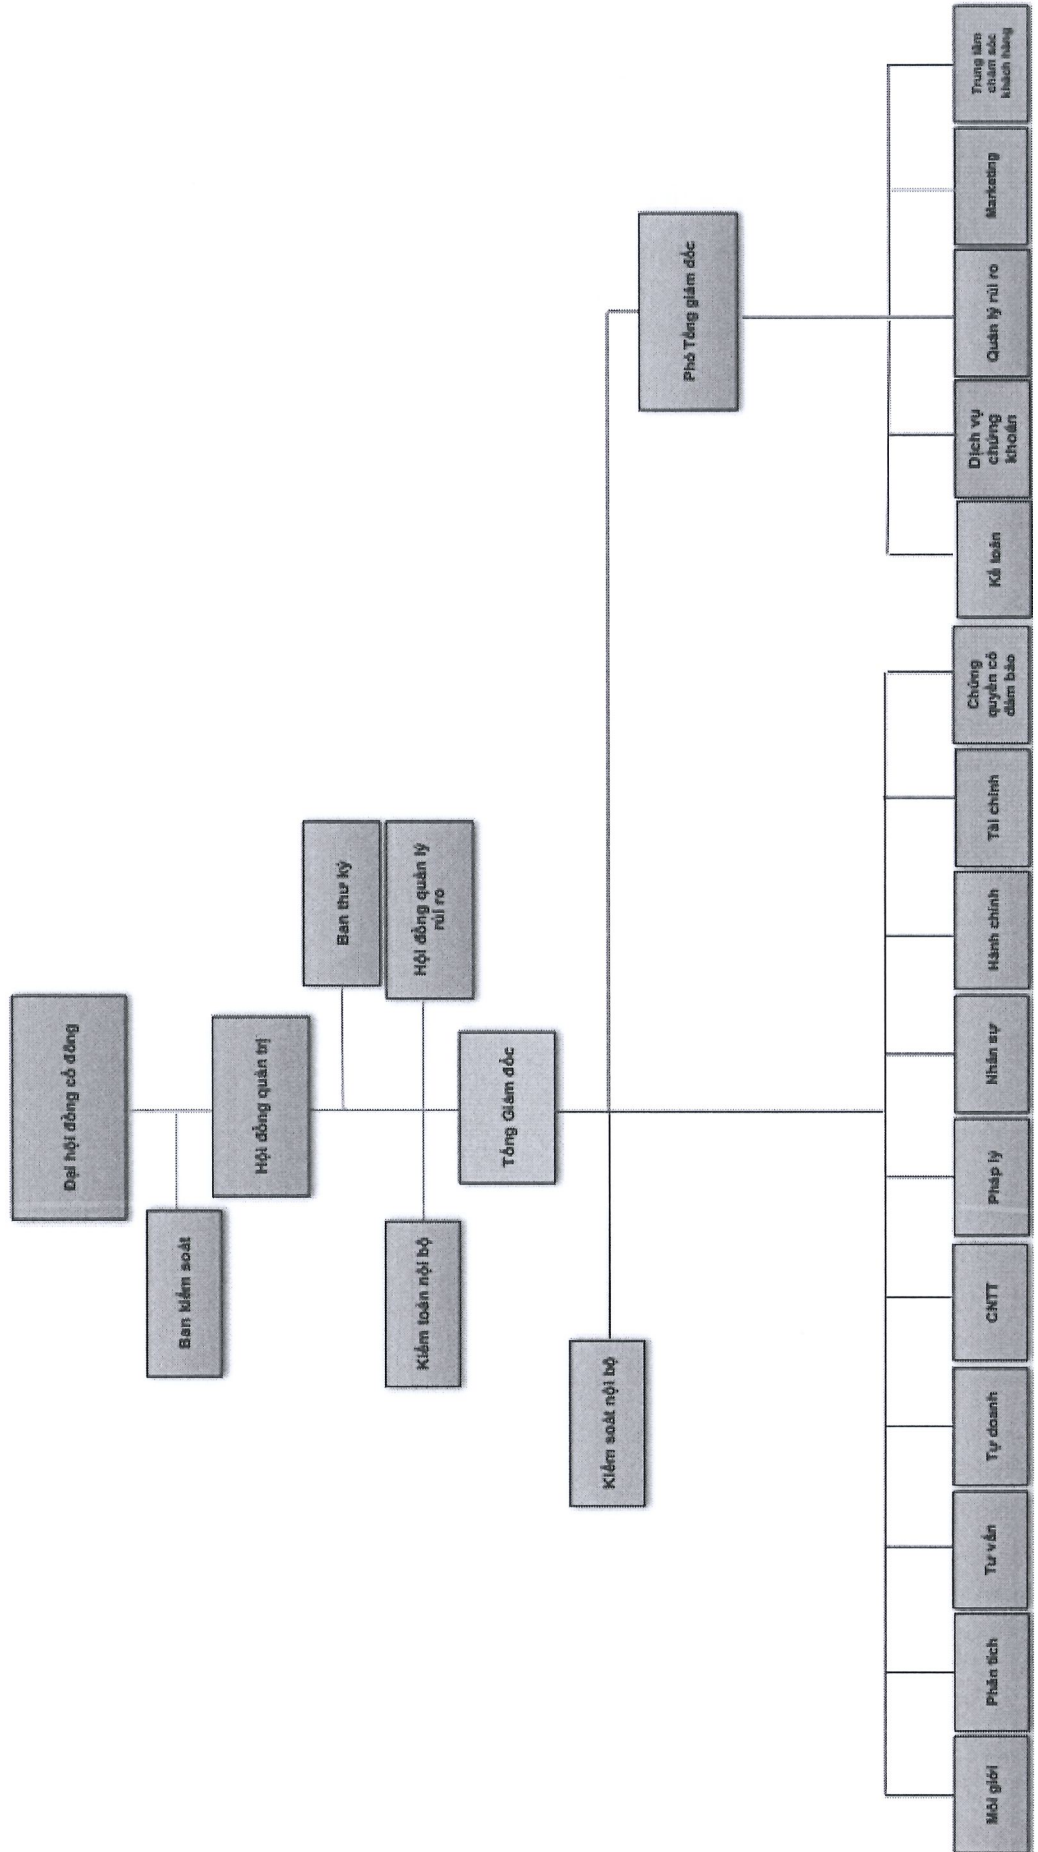 Đại hội đồng cổ đông
Ban kiểm soát
Hội đồng quản trị
Ban thư ký
Kiểm toán nội bộ
Hội đồng quản lý
rủi ro
Tổng Giám đốc
Kiểm soát nội bộ
Phó Tổng giám đốc
Môi giới
Phân tích
Tư vấn
Tự doanh
CNTT
Pháp lý
Nhân sự
Hành chính
Tài chính
Chứng
quyền có
đảm bảo
Kế toán
Dịch vụ
chứng
khoán
Quản lý rủi ro
Marketing
Trung tâm
chăm sóc
khách hàng